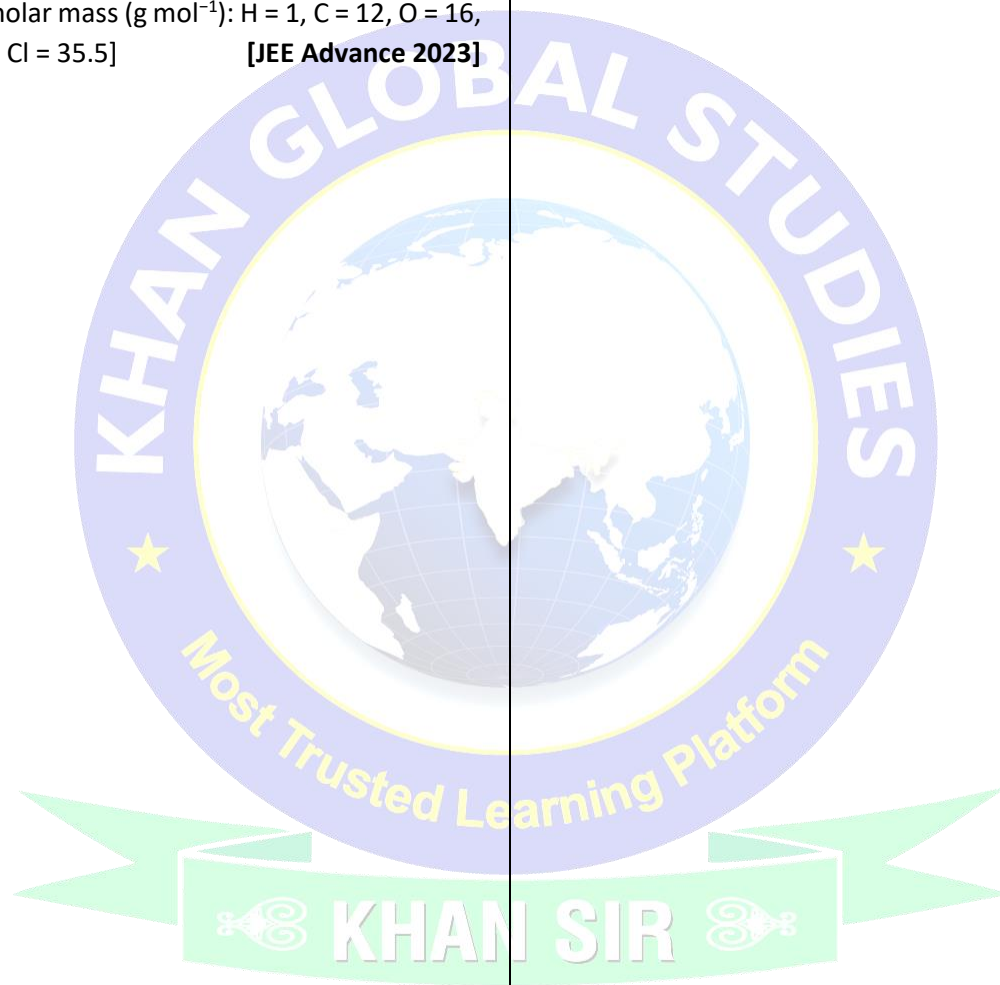 molar mass (g mol⁻¹): H = 1, C = 12, O = 16,
Cl = 35.5] [JEE Advance 2023]
KHAN GLOBAL STUDIES
Most Trusted Learning Platform
KHAN SIR